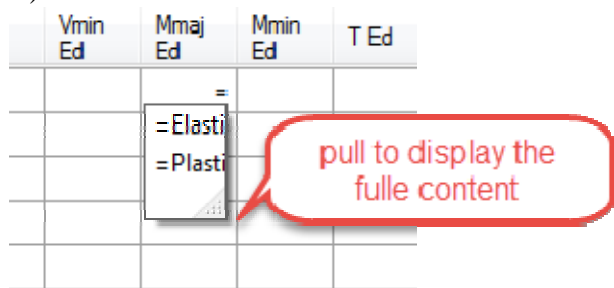 Vmin Mmaj Mmin T Ed
Ed Ed Ed
=
=Elasti
=Plasti
pull to display the
fulle content